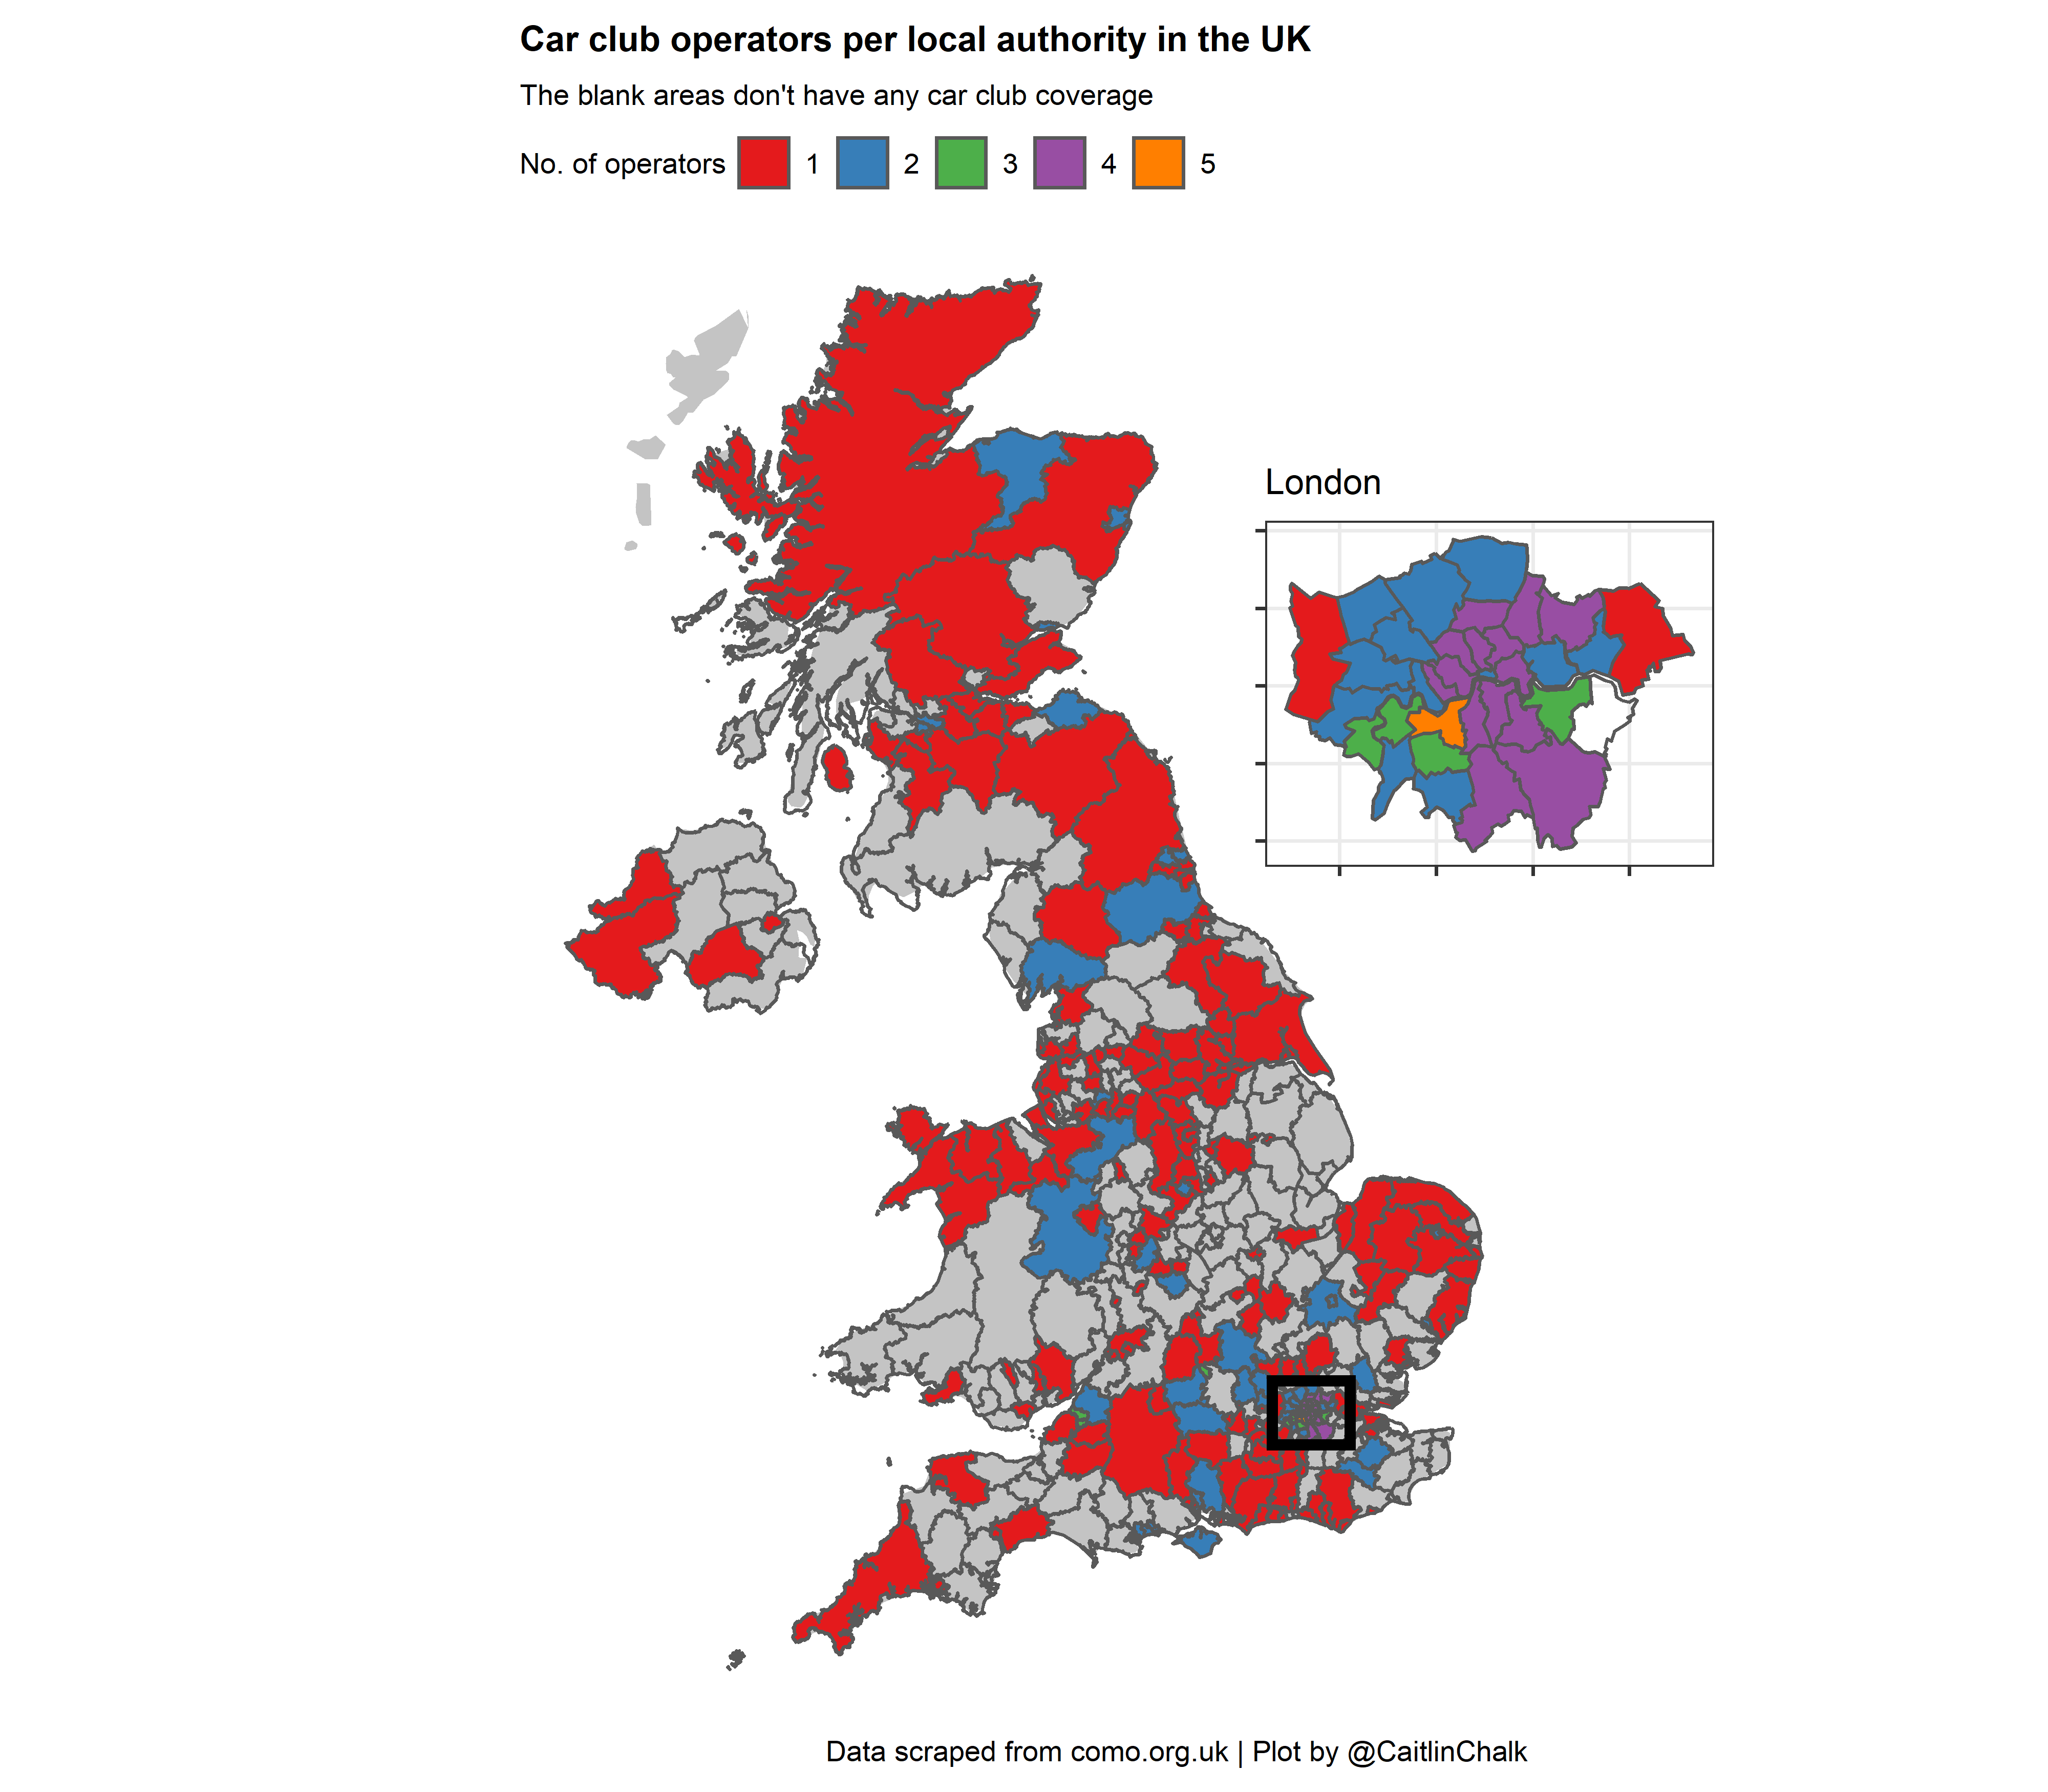 Car club operators per local authority in the UK
The blank areas don't have any car club coverage
No. of operators 1 2 3 4 5
London
Data scraped from como.org.uk | Plot by @CaitlinChalk